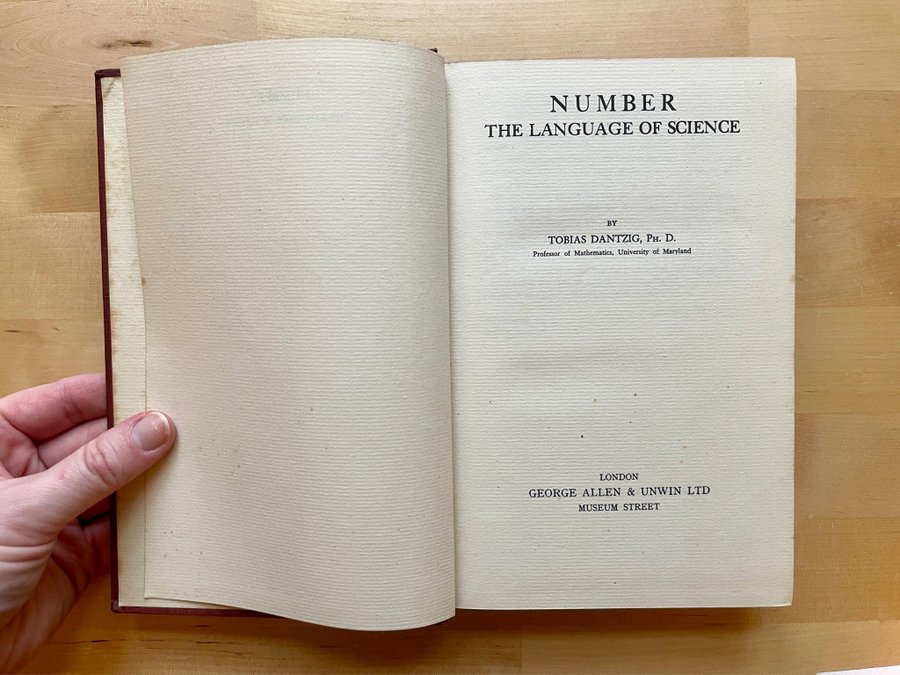 NUMBER
THE LANGUAGE OF SCIENCE
BY
TOBIAS DANTZIG, PH. D.
Professor of Mathematics, University of Maryland
LONDON
GEORGE ALLEN & UNWIN LTD
MUSEUM STREET